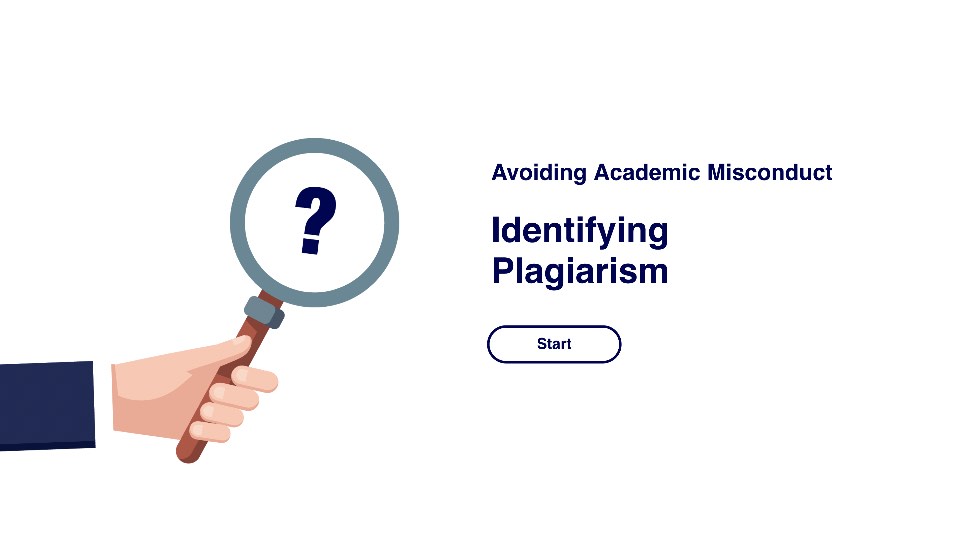 ?
Avoiding Academic Misconduct
Identifying
Plagiarism
Start